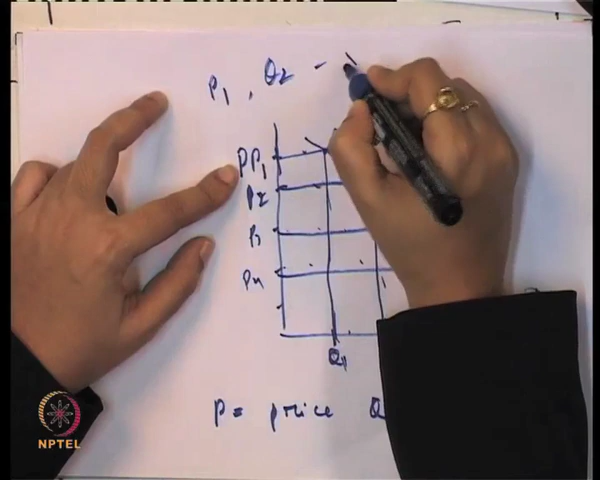 P1, Q2 -
PP1
P2
P3
P4
Q1
P = price Q
NPTEL